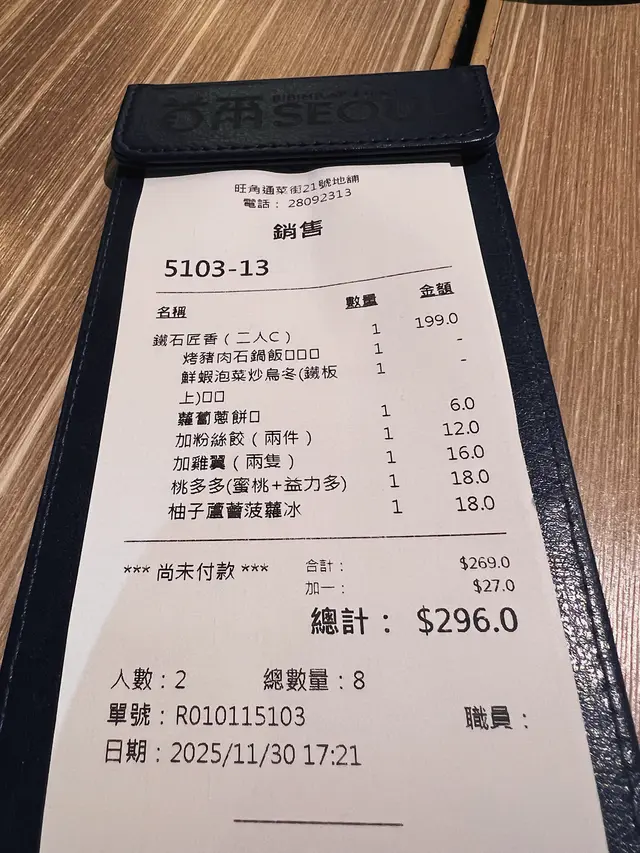 SEOUL
旺角通菜街21號地舖
電話： 28092313
銷售
5103-13
名稱 數量 金額
鐵石匠香（二人C） 1 199.0
烤豬肉石鍋飯□□□ 1 -
鮮蝦泡菜炒烏冬(鐵板 1 -
上)□□
蘿蔔蔥餅□ 1 6.0
加粉絲餃（兩件） 1 12.0
加雞翼（兩隻） 1 16.0
桃多多(蜜桃+益力多) 1 18.0
柚子蘆薈菠蘿冰 1 18.0
*** 尚未付款 *** 合計： $269.0
加一： $27.0
總計： $296.0
人數：2 總數量：8
單號：R010115103 職員：
日期：2025/11/30 17:21